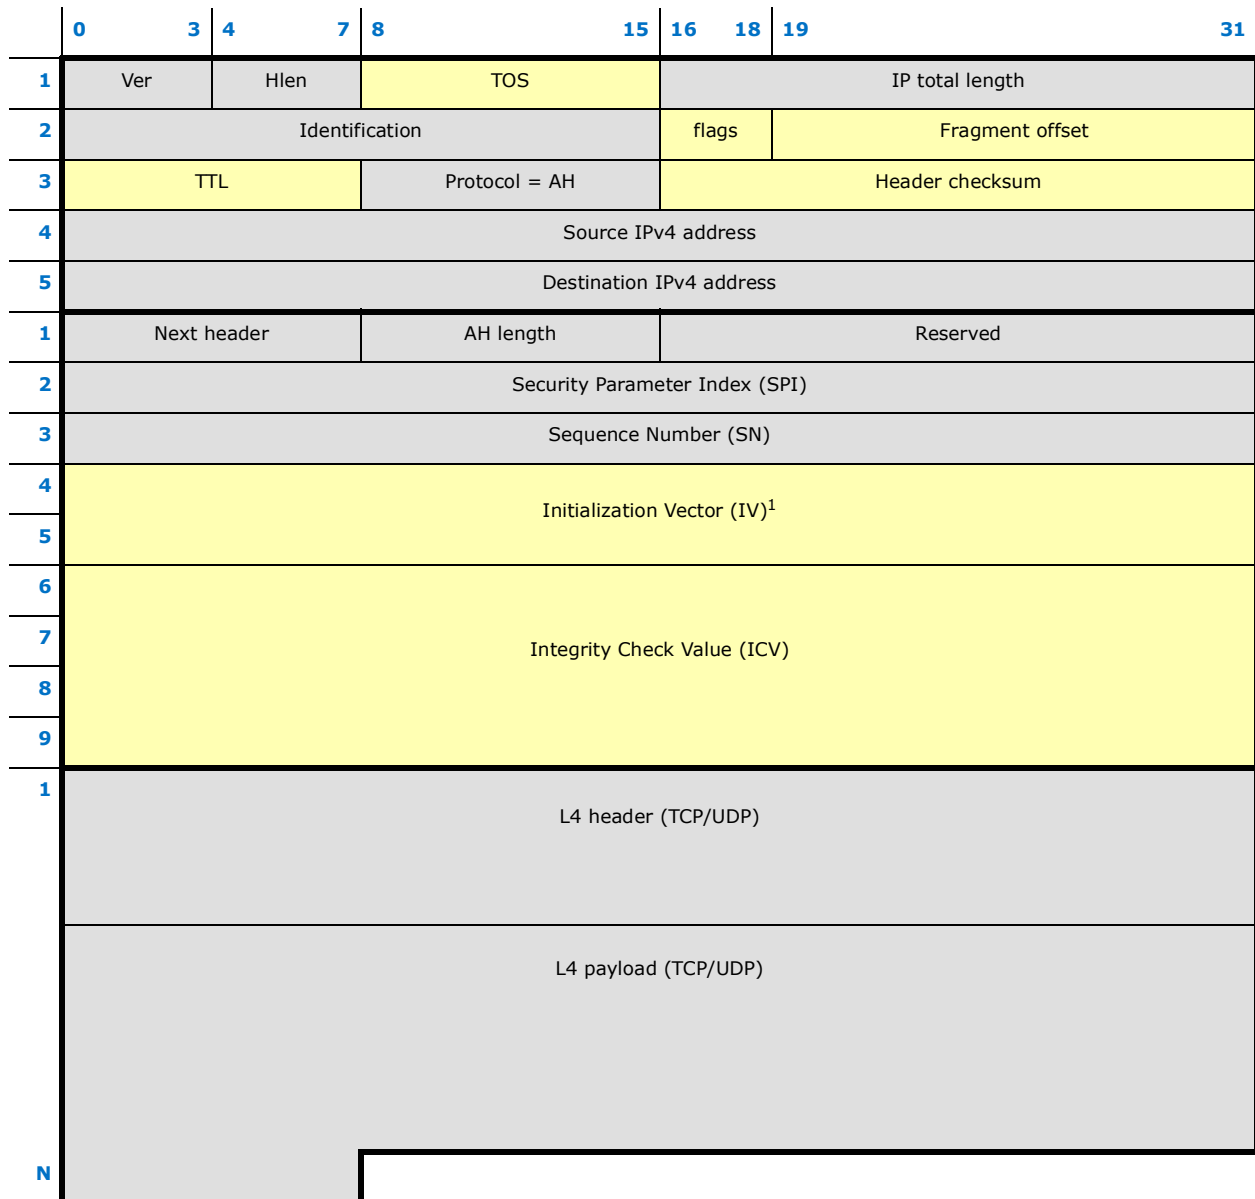 0 3 4 7 8 15 16 18 19 31
1 Ver Hlen TOS IP total length
2 Identification flags Fragment offset
3 TTL Protocol = AH Header checksum
4 Source IPv4 address
5 Destination IPv4 address
1 Next header AH length Reserved
2 Security Parameter Index (SPI)
3 Sequence Number (SN)
4
Initialization Vector (IV)1
5
6
7
Integrity Check Value (ICV)
8
9
1
L4 header (TCP/UDP)
L4 payload (TCP/UDP)
N